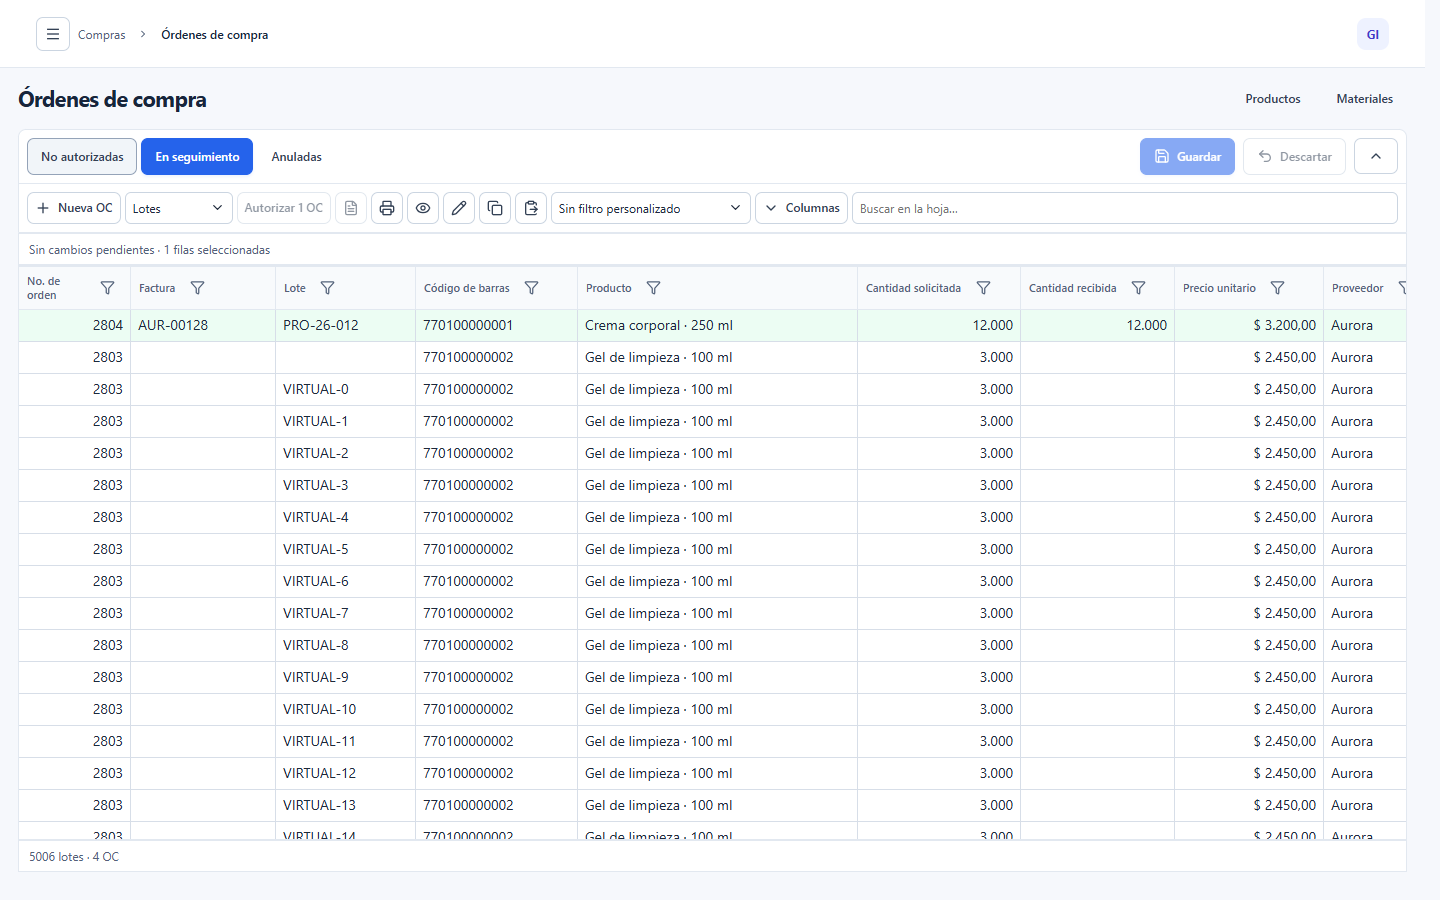 Compras > Órdenes de compra GI
Órdenes de compra Productos Materiales
No autorizadas En seguimiento Anuladas Guardar Descartar
Nueva OC Lotes Autorizar 1 OC Sin filtro personalizado Columnas Buscar en la hoja...
Sin cambios pendientes · 1 filas seleccionadas
No. de orden Factura Lote Código de barras Producto Cantidad solicitada Cantidad recibida Precio unitario Proveedor
2804 AUR-00128 PRO-26-012 770100000001 Crema corporal · 250 ml 12.000 12.000 $ 3.200,00 Aurora
2803 770100000002 Gel de limpieza · 100 ml 3.000 $ 2.450,00 Aurora
2803 VIRTUAL-0 770100000002 Gel de limpieza · 100 ml 3.000 $ 2.450,00 Aurora
2803 VIRTUAL-1 770100000002 Gel de limpieza · 100 ml 3.000 $ 2.450,00 Aurora
2803 VIRTUAL-2 770100000002 Gel de limpieza · 100 ml 3.000 $ 2.450,00 Aurora
2803 VIRTUAL-3 770100000002 Gel de limpieza · 100 ml 3.000 $ 2.450,00 Aurora
2803 VIRTUAL-4 770100000002 Gel de limpieza · 100 ml 3.000 $ 2.450,00 Aurora
2803 VIRTUAL-5 770100000002 Gel de limpieza · 100 ml 3.000 $ 2.450,00 Aurora
2803 VIRTUAL-6 770100000002 Gel de limpieza · 100 ml 3.000 $ 2.450,00 Aurora
2803 VIRTUAL-7 770100000002 Gel de limpieza · 100 ml 3.000 $ 2.450,00 Aurora
2803 VIRTUAL-8 770100000002 Gel de limpieza · 100 ml 3.000 $ 2.450,00 Aurora
2803 VIRTUAL-9 770100000002 Gel de limpieza · 100 ml 3.000 $ 2.450,00 Aurora
2803 VIRTUAL-10 770100000002 Gel de limpieza · 100 ml 3.000 $ 2.450,00 Aurora
2803 VIRTUAL-11 770100000002 Gel de limpieza · 100 ml 3.000 $ 2.450,00 Aurora
2803 VIRTUAL-12 770100000002 Gel de limpieza · 100 ml 3.000 $ 2.450,00 Aurora
2803 VIRTUAL-13 770100000002 Gel de limpieza · 100 ml 3.000 $ 2.450,00 Aurora
2803 VIRTUAL-14 770100000002 Gel de limpieza · 100 ml 3.000 $ 2.450,00 Aurora
5006 lotes · 4 OC